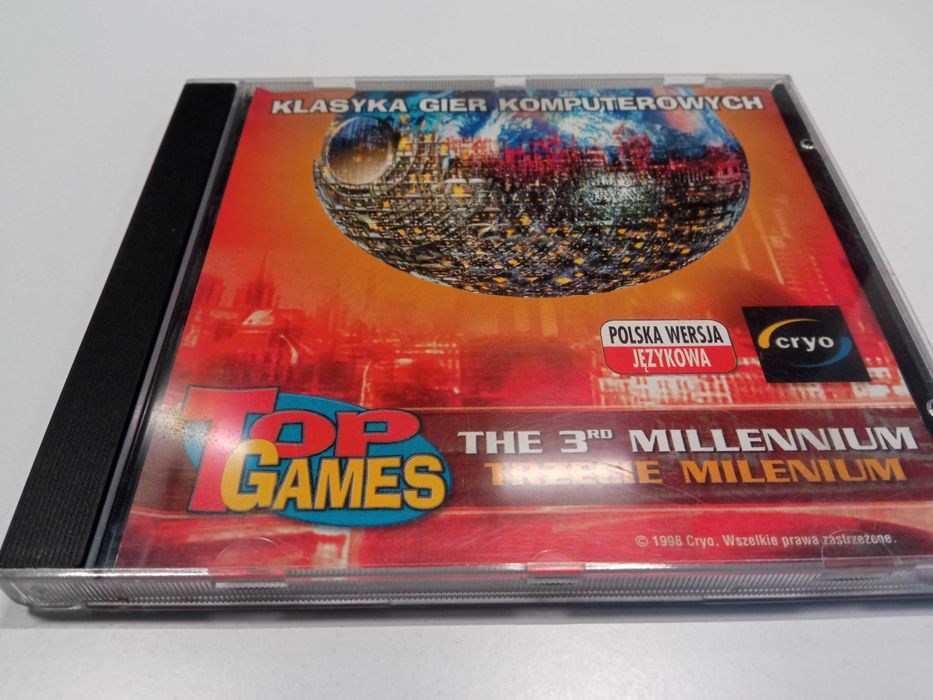 KLASYKA GIER KOMPUTEROWYCH
POLSKA WERSJA
JĘZYKOWA
cryo
TOP
GAMES
THE 3RD MILLENNIUM
TRZECIE MILENIUM
© 1998 Cryo. Wszelkie prawa zastrzeżone.